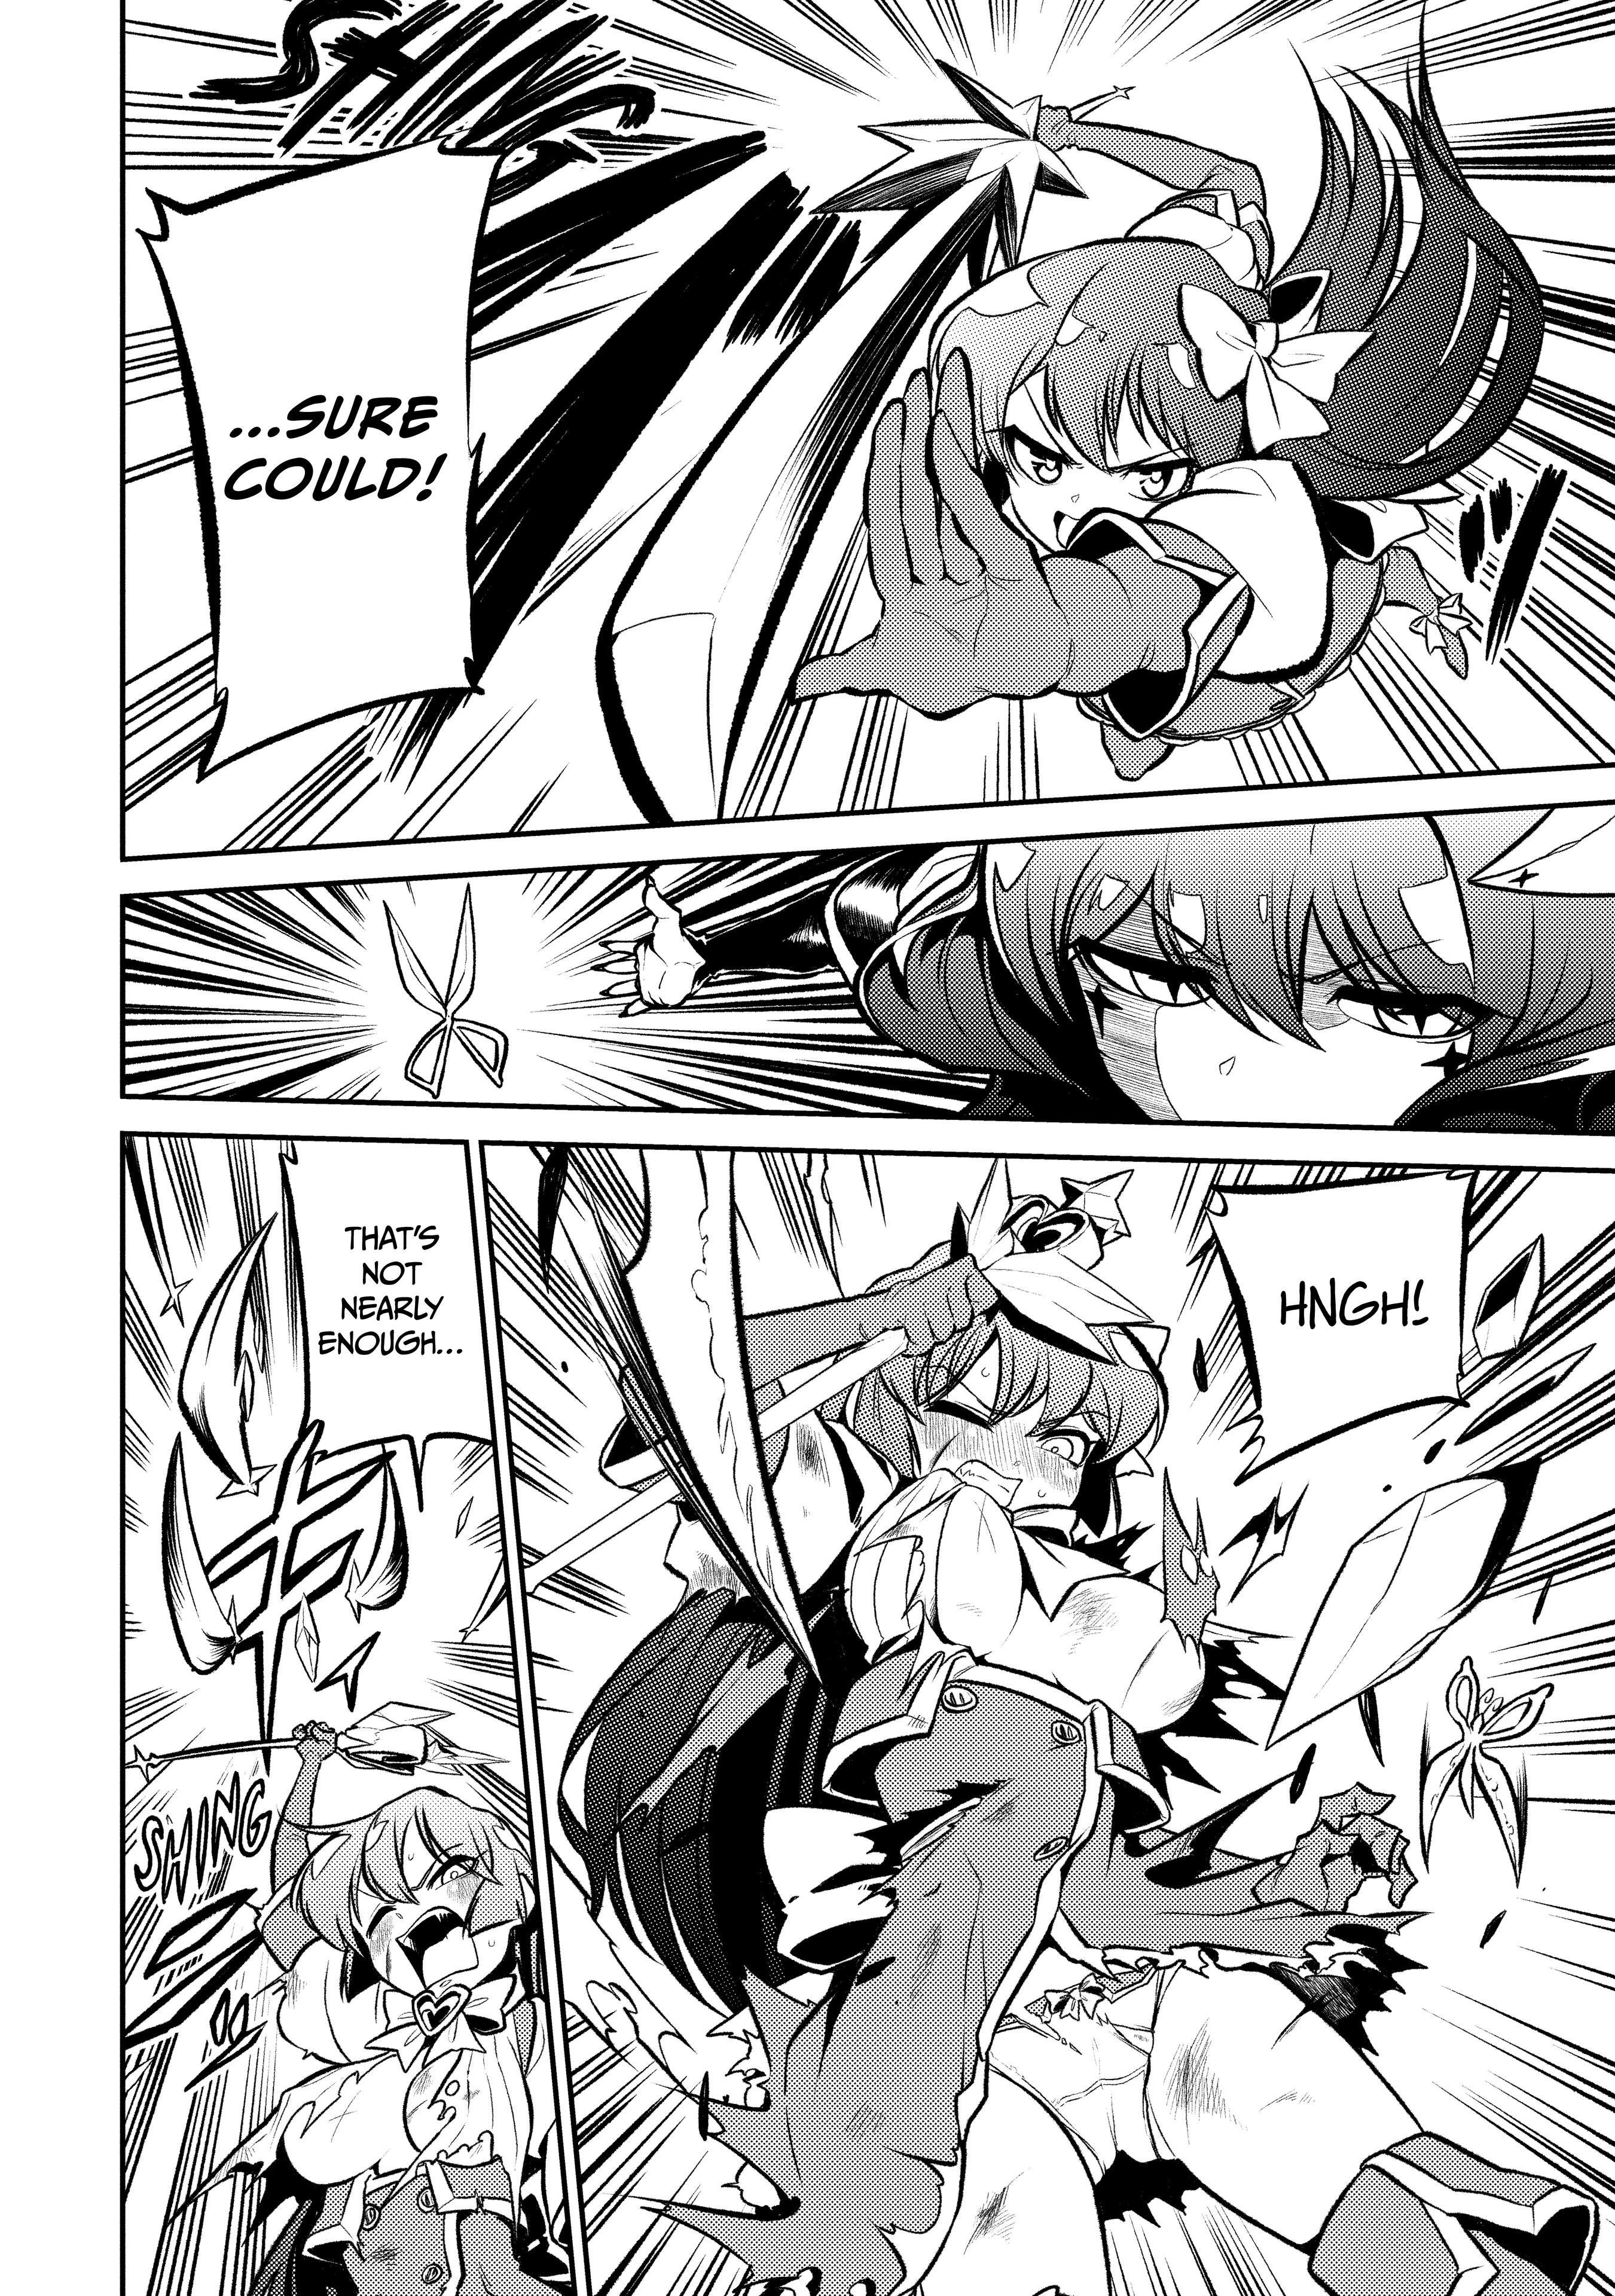 ...SURE
COULD!
HNGH!
THAT'S
NOT
NEARLY
ENOUGH...
SHING